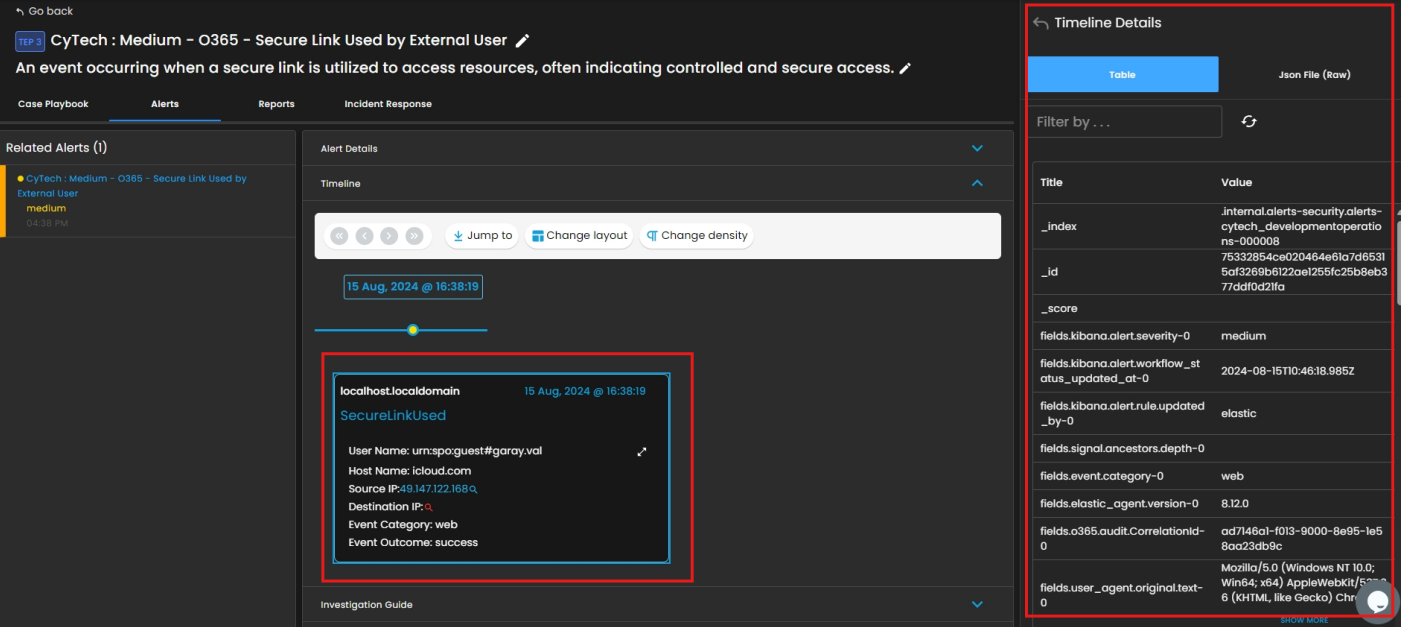 Go back
TEP 3 CyTech : Medium - O365 - Secure Link Used by External User
An event occurring when a secure link is utilized to access resources, often indicating controlled and secure access.
Case Playbook Alerts Reports Incident Response
Related Alerts (1)
CyTech : Medium - O365 - Secure Link Used by
External User
medium
04:38 PM
Alert Details
Timeline
Jump to Change layout Change density
15 Aug, 2024 @ 16:38:19
localhost.localdomain 15 Aug, 2024 @ 16:38:19
SecureLinkUsed
User Name: urn:spo:guest#garay.val
Host Name: icloud.com
Source IP:49.147.122.168
Destination IP:
Event Category: web
Event Outcome: success
Investigation Guide
Timeline Details
Table Json File (Raw)
Filter by . . .
Title Value
_index
.internal.alerts-security.alerts-
cytech_developmentoperatio
ns-000008
_id
75332854ce020464e61a7d6531
5af3269b6122ae1255fc25b8eb3
77ddf0d21fa
_score
fields.kibana.alert.severity-0 medium
fields.kibana.alert.workflow_st
atus_updated_at-0
2024-08-15T10:46:18.985Z
fields.kibana.alert.rule.updated
_by-0
elastic
fields.signal.ancestors.depth-0
fields.event.category-0 web
fields.elastic_agent.version-0 8.12.0
fields.o365.audit.CorrelationId-
0
ad7146a1-f013-9000-8e95-1e5
8aa23db9c
fields.user_agent.original.text-
0
Mozilla/5.0 (Windows NT 10.0;
Win64; x64)
6 (KHTML, like Gecko)
SHOW MORE